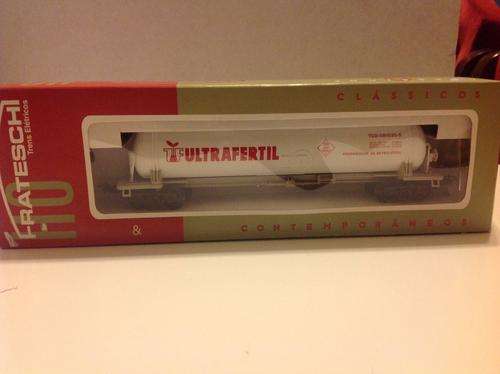 FRATESCHI
Trens Elétricos
HO
CLÁSSICOS
&
CONTEMPORÂNEOS
ULTRAFERTIL